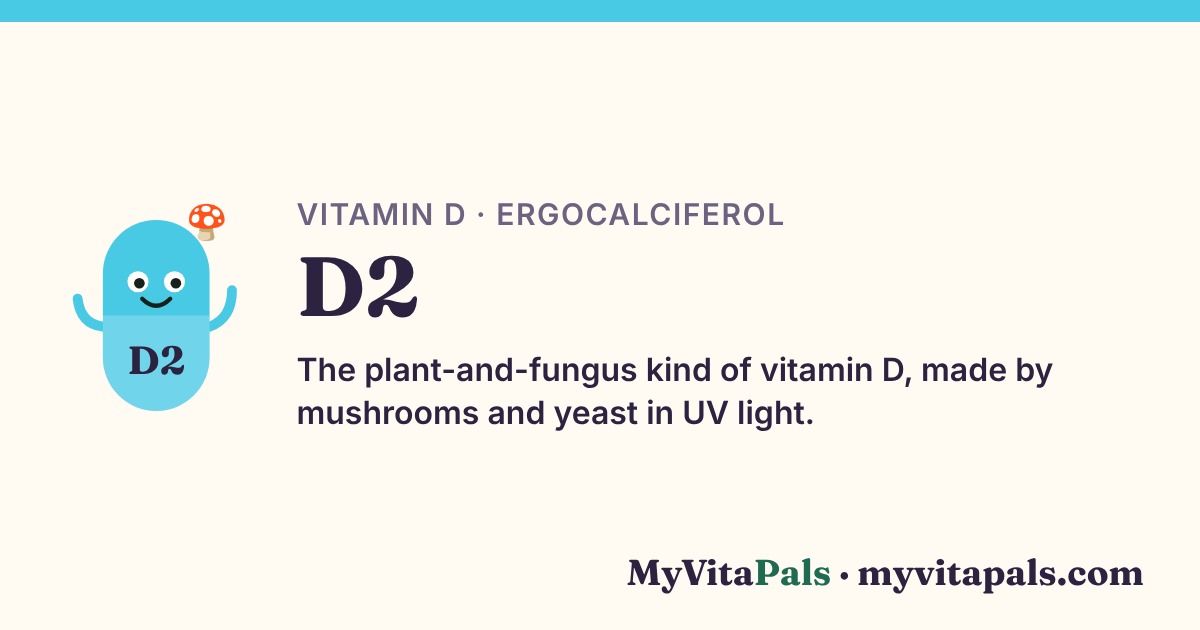 VITAMIN D · ERGOCALCIFEROL
D2
D2
The plant-and-fungus kind of vitamin D, made by
mushrooms and yeast in UV light.
MyVitaPals · myvitapals.com